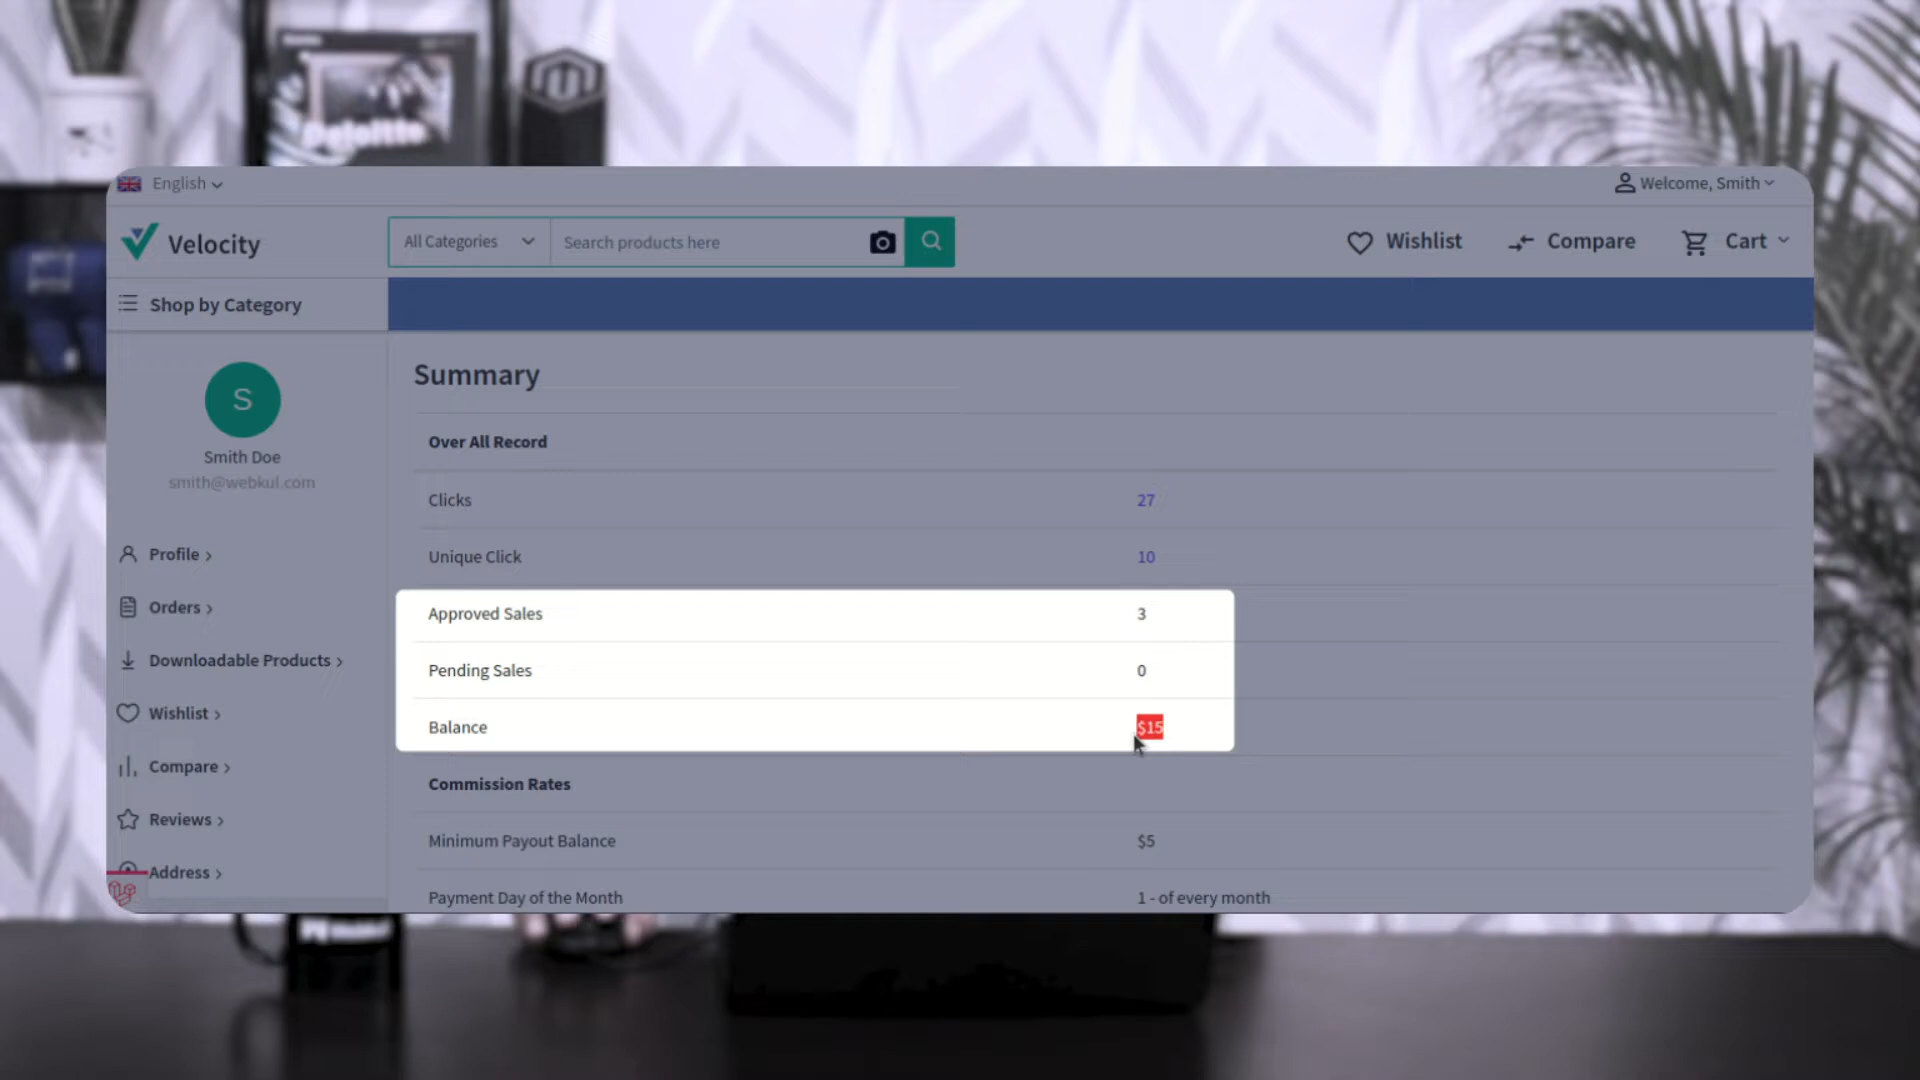 Deloitte
English
Welcome, Smith
Velocity
All Categories
Search products here
Wishlist
Compare
Cart
Shop by Category
S
Smith Doe
smith@webkul.com
Profile
Orders
Downloadable Products
Wishlist
Compare
Reviews
Address
Summary
Over All Record
Clicks 27
Unique Click 10
Approved Sales 3
Pending Sales 0
Balance $15
Commission Rates
Minimum Payout Balance $5
Payment Day of the Month 1 - of every month